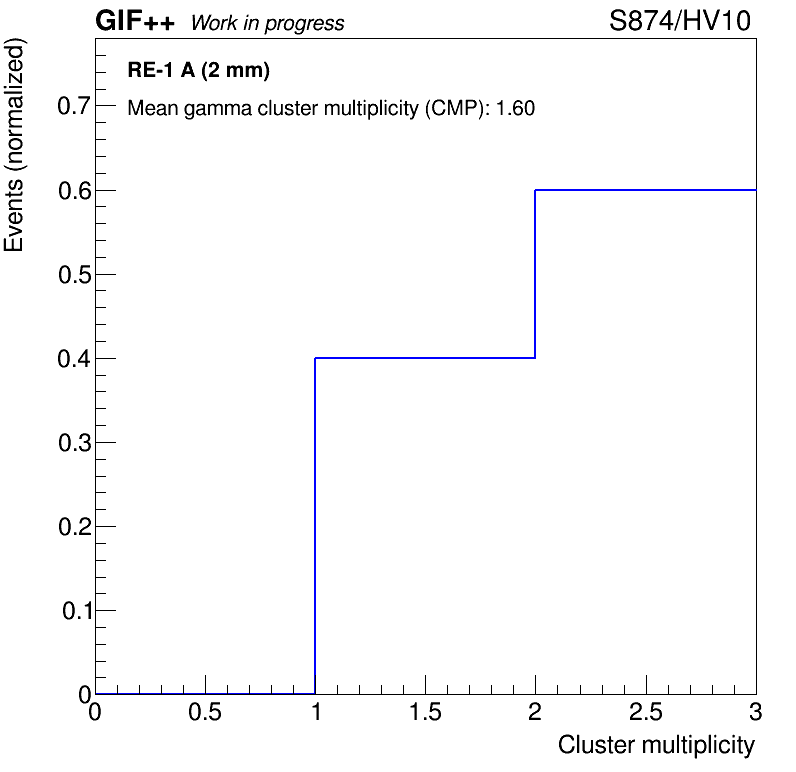 GIF++ Work in progress S874/HV10
RE-1 A (2 mm)
Mean gamma cluster multiplicity (CMP): 1.60
Events (normalized)
0.7
0.6
0.5
0.4
0.3
0.2
0.1
0
0 0.5 1 1.5 2 2.5 3
Cluster multiplicity